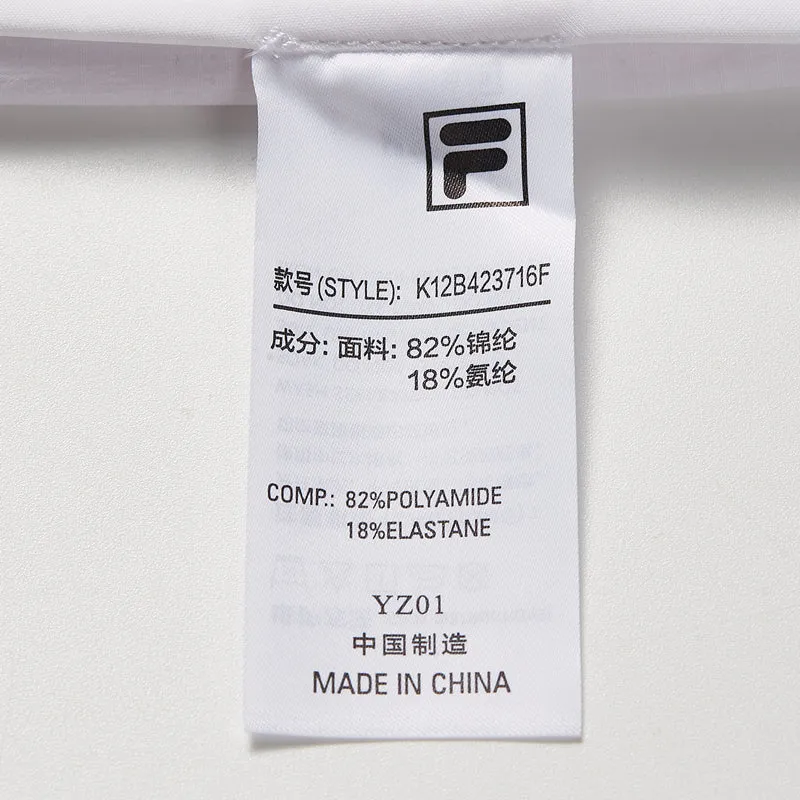 F
款号(STYLE): K12B423716F
成分: 面料: 82%锦纶
18%氨纶
COMP.: 82%POLYAMIDE
18%ELASTANE
YZ01
中国制造
MADE IN CHINA